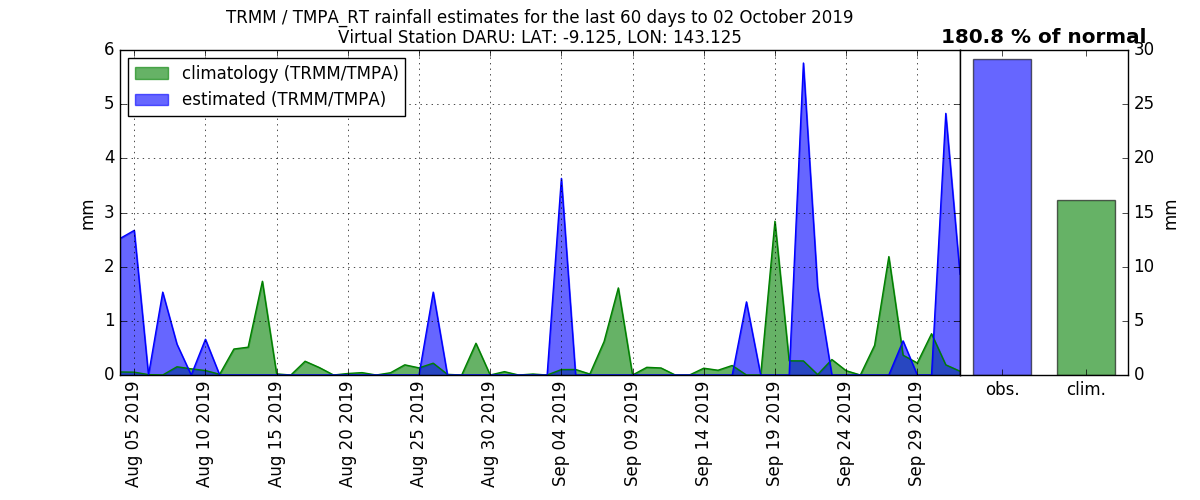 TRMM / TMPA_RT rainfall estimates for the last 60 days to 02 October 2019
Virtual Station DARU: LAT: -9.125, LON: 143.125
180.8 % of normal
climatology (TRMM/TMPA)
estimated (TRMM/TMPA)
6
5
4
3
2
1
0
mm
30
25
20
15
10
5
0
mm
Aug 05 2019
Aug 10 2019
Aug 15 2019
Aug 20 2019
Aug 25 2019
Aug 30 2019
Sep 04 2019
Sep 09 2019
Sep 14 2019
Sep 19 2019
Sep 24 2019
Sep 29 2019
obs.
clim.